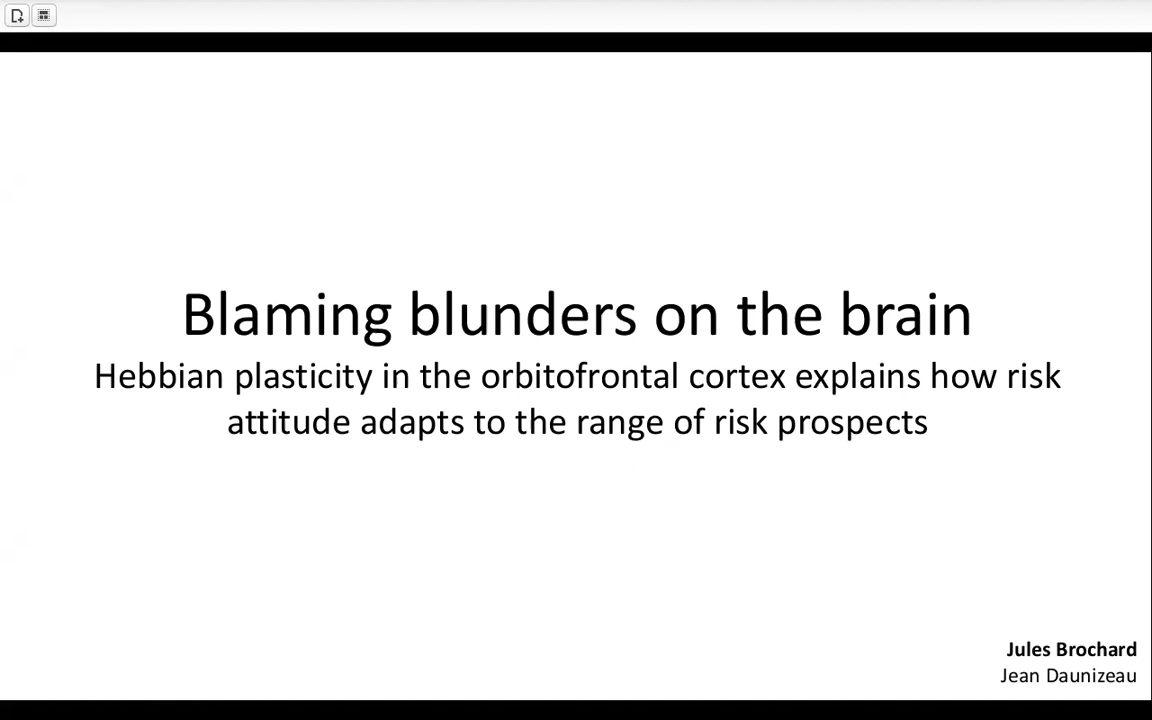 Blaming blunders on the brain
Hebbian plasticity in the orbitofrontal cortex explains how risk
attitude adapts to the range of risk prospects
Jules Brochard
Jean Daunizeau